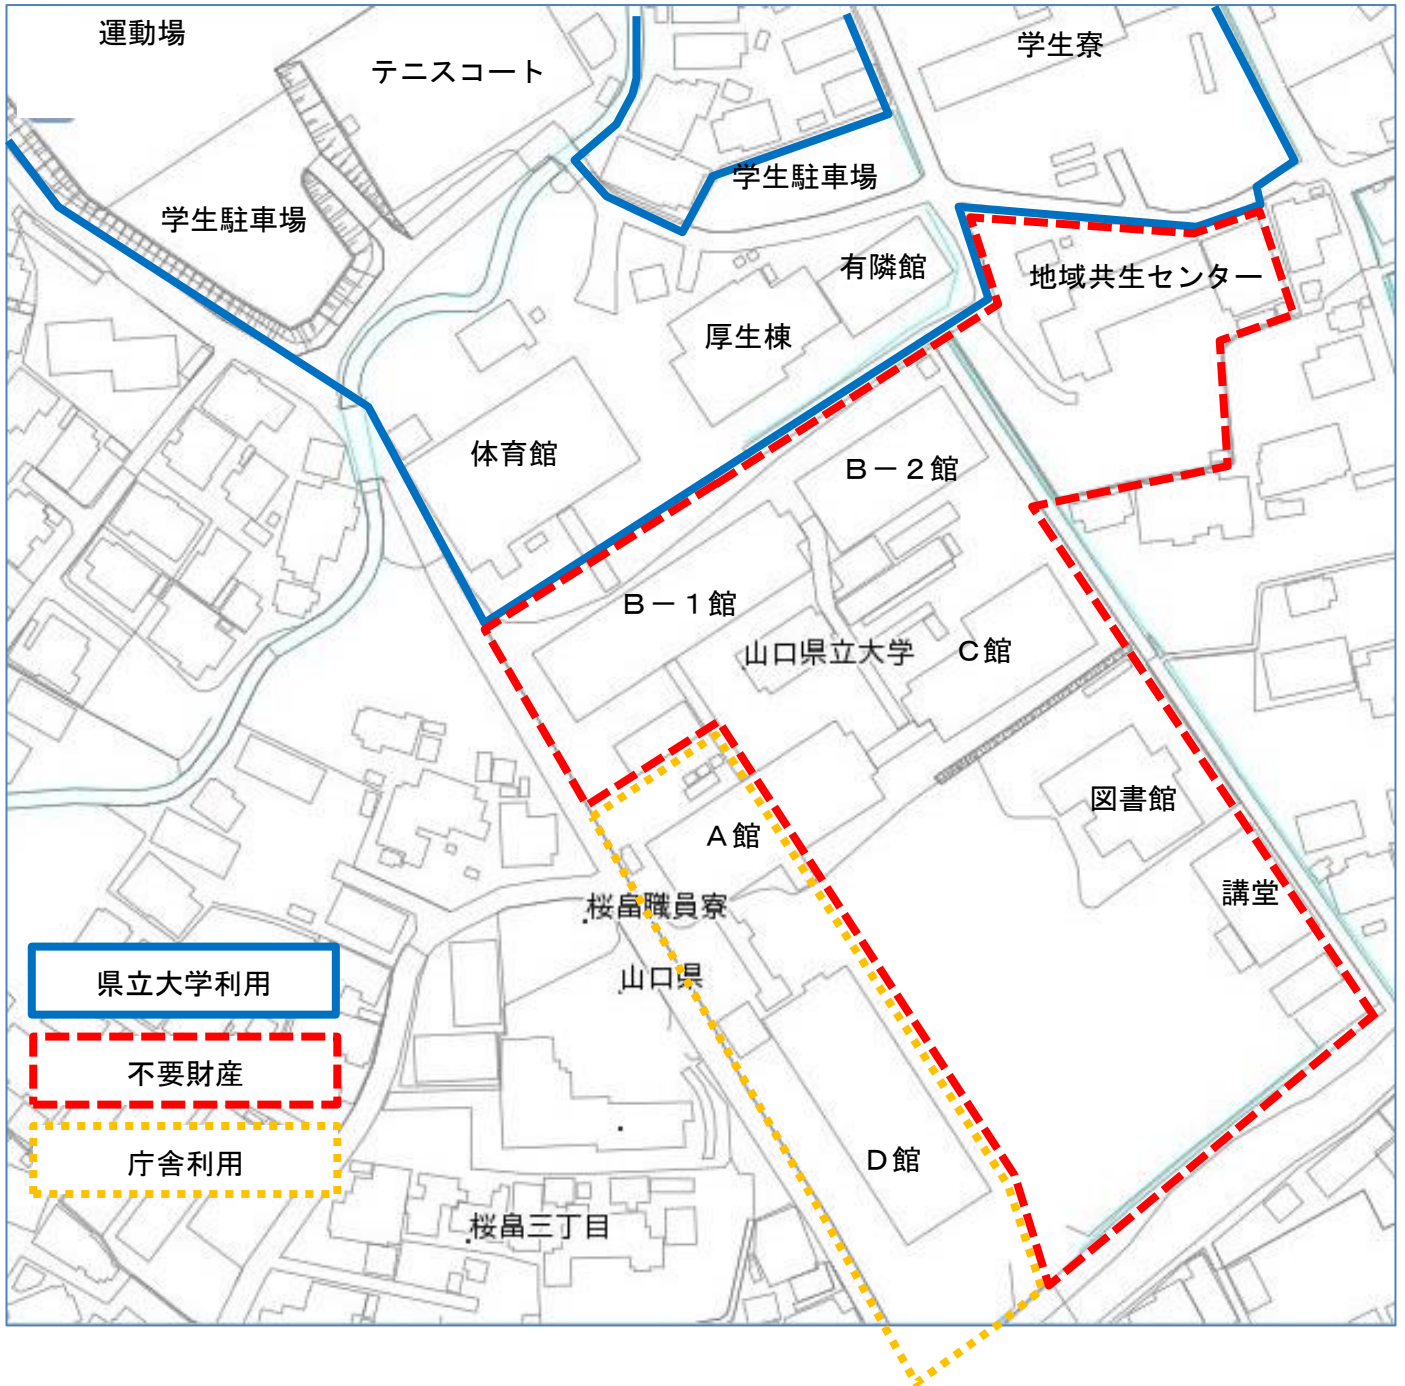 運動場
テニスコート
学生寮
学生駐車場
学生駐車場
有隣館
地域共生センター
厚生棟
体育館
Ｂ－２館
Ｂ－１館
山口県立大学
Ｃ館
図書館
Ａ館
講堂
桜畠職員寮
山口県
県立大学利用
不要財産
庁舎利用
Ｄ館
桜畠三丁目